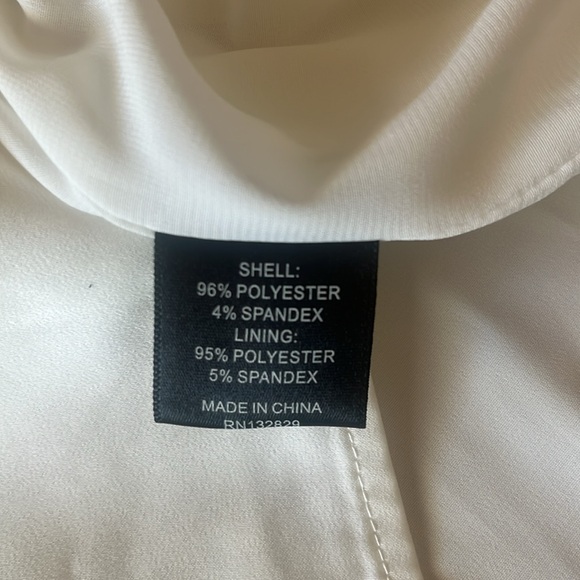 SHELL:
96% POLYESTER
4% SPANDEX
LINING:
95% POLYESTER
5% SPANDEX
MADE IN CHINA
RN132829